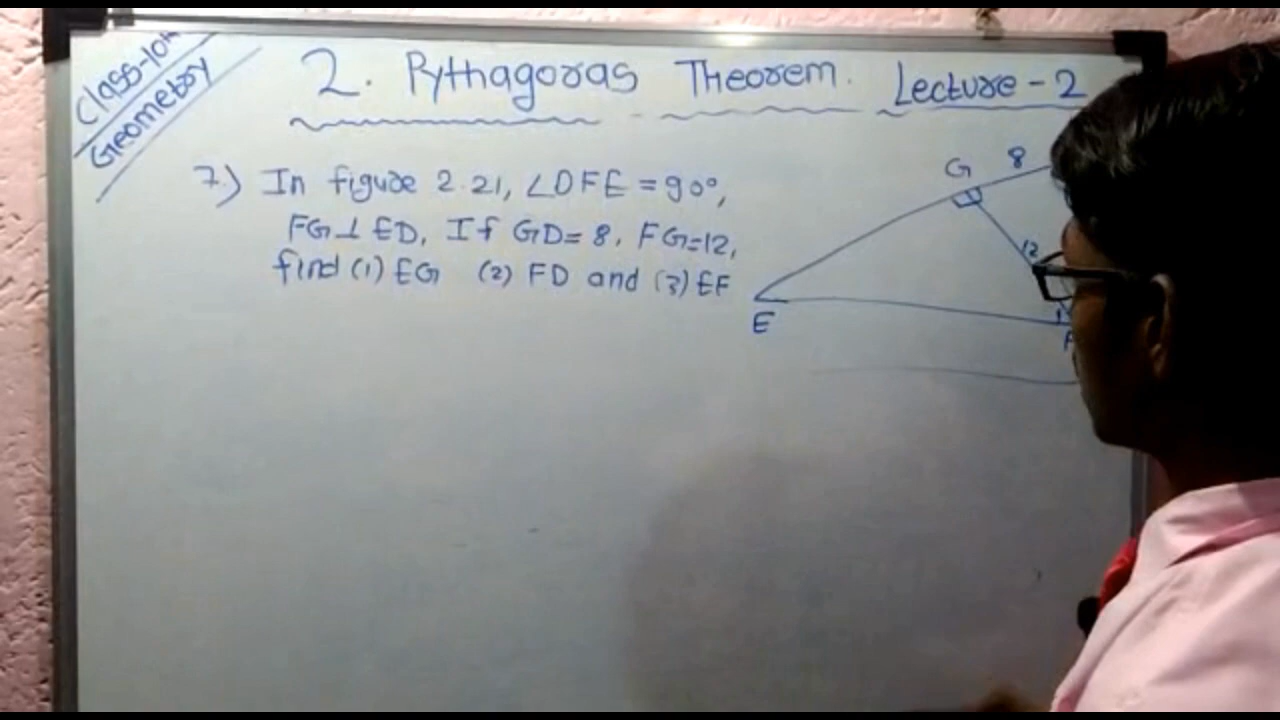 Class-10th
Geometry
2. Pythagoras Theorem. Lecture-2
7.) In figure 2.21, ∠DFE = 90°,
FG⊥ED, If GD=8, FG=12,
find (1) EG (2) FD and (3) EF
G 8
12
E